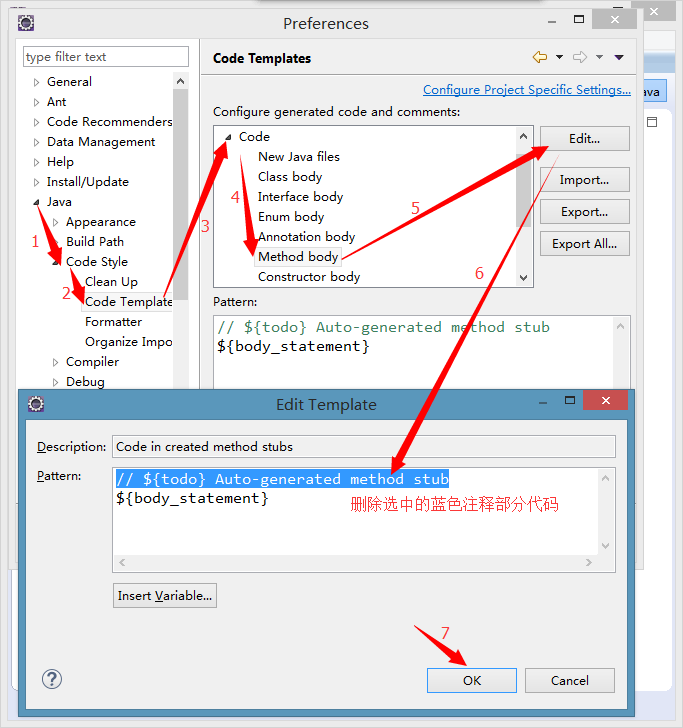 Preferences
type filter text
General
Ant
Code Recommenders
Data Management
Help
Install/Update
Java
Appearance
Build Path
Code Style
Clean Up
Code Template
Formatter
Organize Impo
Compiler
Debug
1
2
Code Templates
Configure Project Specific Settings...
Configure generated code and comments:
Code
New Java files
Class body
Interface body
Enum body
Annotation body
Method body
Constructor body
3
4
5
6
Edit...
Import...
Export...
Export All...
ava
Pattern:
// ${todo} Auto-generated method stub
${body_statement}
Edit Template
Description: Code in created method stubs
Pattern:
// ${todo} Auto-generated method stub
${body_statement}
删除选中的蓝色注释部分代码
Insert Variable...
7
OK
Cancel